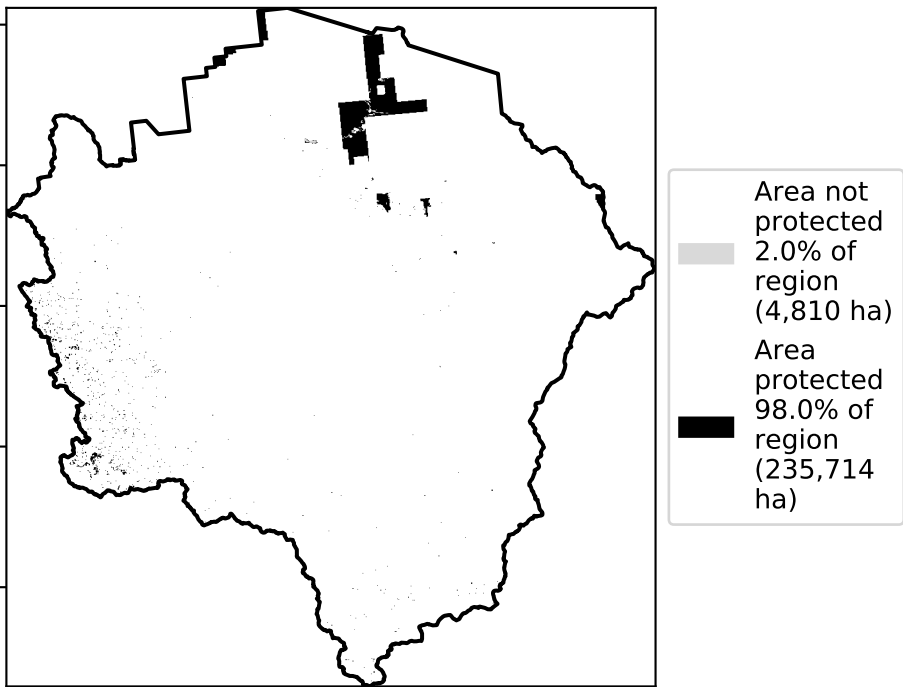 Area not
protected
2.0% of
region
(4,810 ha)
Area
protected
98.0% of
region
(235,714
ha)